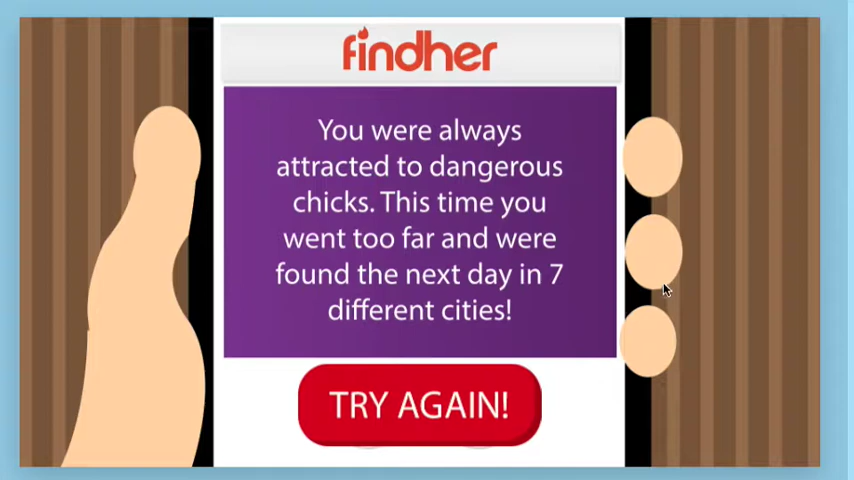 findher
You were always
attracted to dangerous
chicks. This time you
went too far and were
found the next day in 7
different cities!
TRY AGAIN!